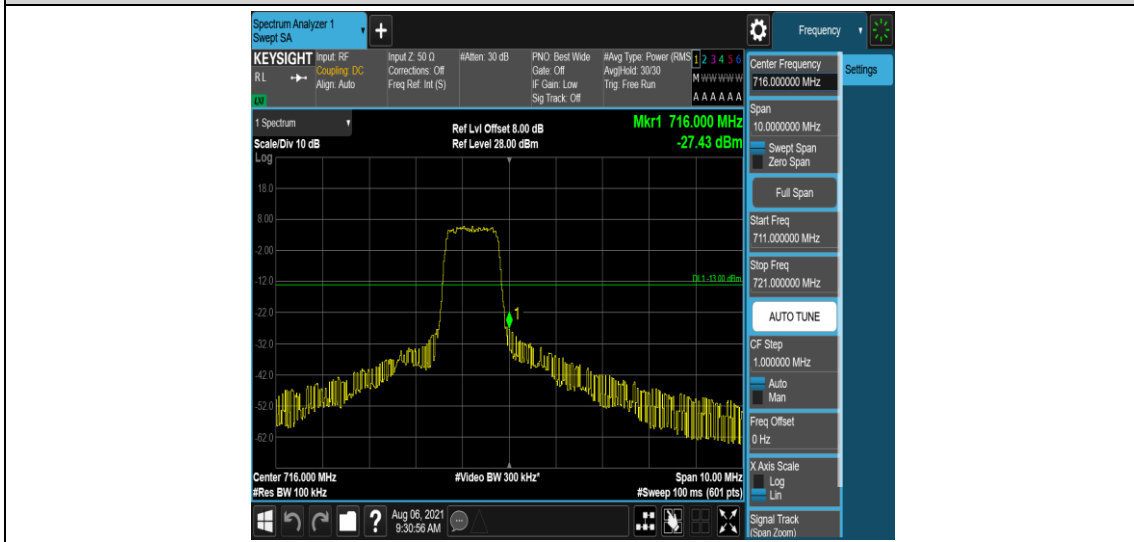 Spectrum Analyzer 1
Swept SA
+
Frequency
KEYSIGHT
RL
LXI
Input: RF
Coupling: DC
Align: Auto
Input Z: 50 Ω
Corrections: Off
Freq Ref: Int (S)
#Atten: 30 dB
PNO: Best Wide
Gate: Off
IF Gain: Low
Sig Track: Off
#Avg Type: Power (RMS
Avg|Hold: 30/30
Trig: Free Run
1 2 3 4 5 6
M W W W W W
A A A A A A
1 Spectrum
Scale/Div 10 dB
Log
Ref Lvl Offset 8.00 dB
Ref Level 28.00 dBm
Mkr1 716.000 MHz
-27.43 dBm
18.0
8.00
-2.00
-12.0
DL1 -13.00 dBm
-22.0
1
-32.0
-42.0
-52.0
-62.0
Center 716.000 MHz
#Res BW 100 kHz
#Video BW 300 kHz*
Span 10.00 MHz
#Sweep 100 ms (601 pts)
?
Aug 06, 2021
9:30:56 AM
Center Frequency
716.000000 MHz
Settings
Span
10.0000000 MHz
Swept Span
Zero Span
Full Span
Start Freq
711.000000 MHz
Stop Freq
721.000000 MHz
AUTO TUNE
CF Step
1.000000 MHz
Auto
Man
Freq Offset
0 Hz
X Axis Scale
Log
Lin
Signal Track
(Span Zoom)